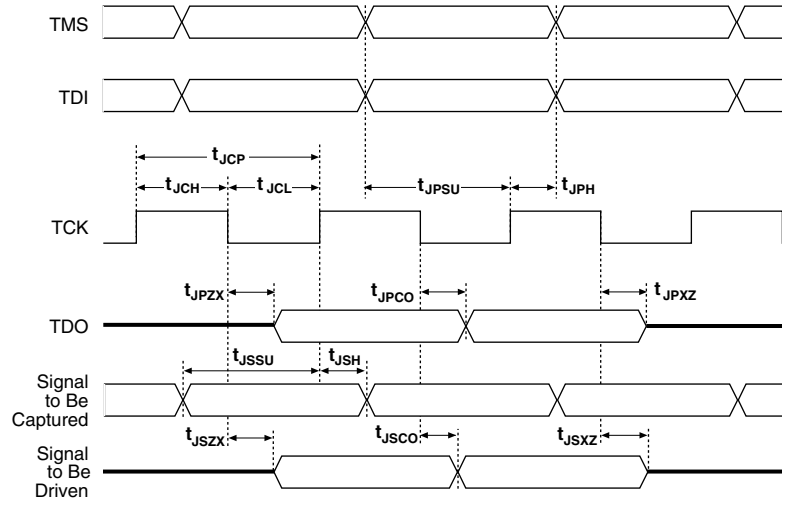 TMS
TDI
tJCP
tJCH
tJCL
tJPSU
tJPH
TCK
tJPZX
tJPCO
tJPXZ
TDO
tJSSU
tJSH
Signal
to Be
Captured
tJSZX
tJSCO
tJSXZ
Signal
to Be
Driven